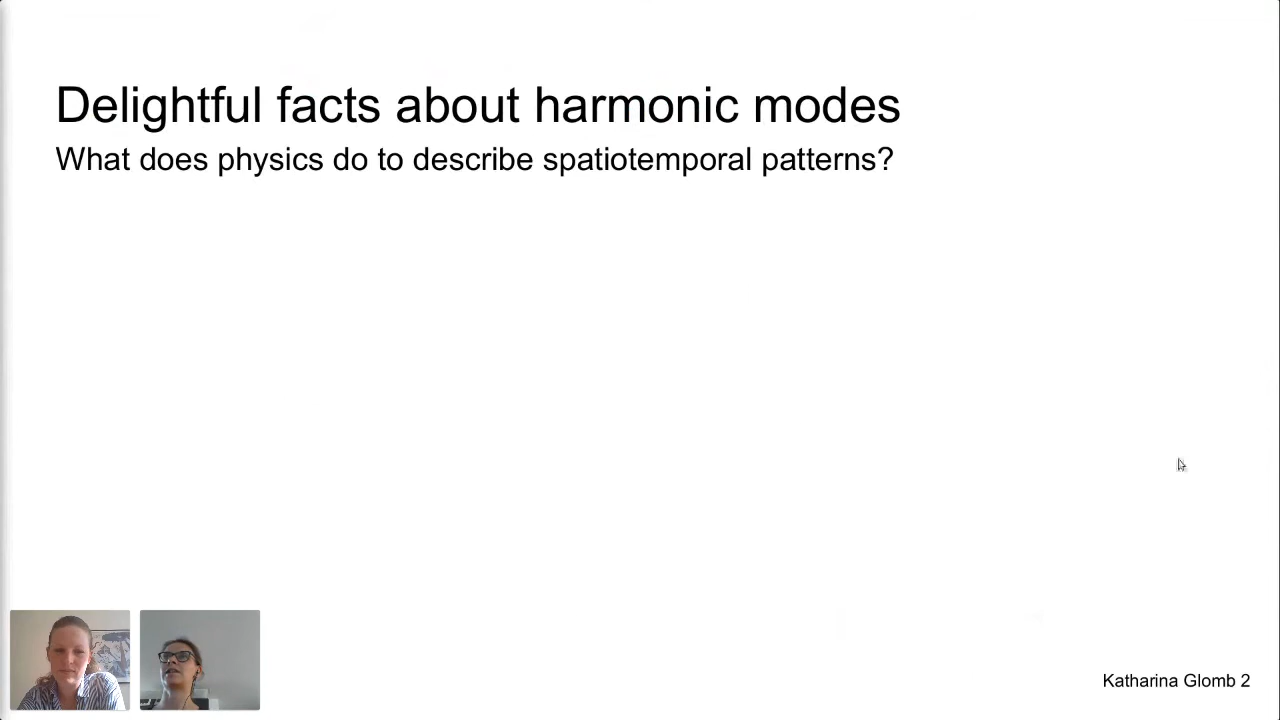 Delightful facts about harmonic modes
What does physics do to describe spatiotemporal patterns?
Katharina Glomb 2